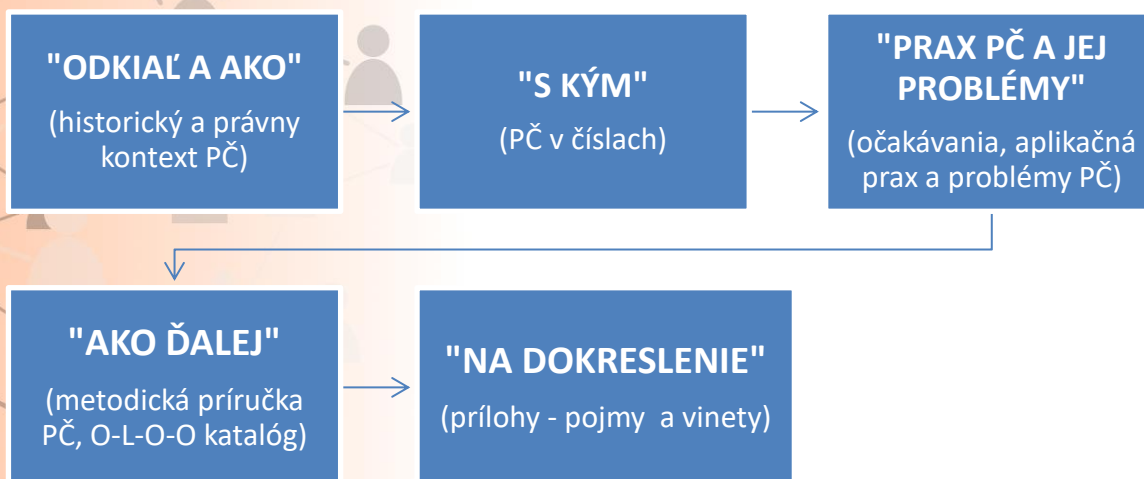 "ODKIAĽ A AKO"
(historický a právny
kontext PČ)
"S KÝM"
(PČ v číslach)
"PRAX PČ A JEJ
PROBLÉMY"
(očakávania, aplikačná
prax a problémy PČ)
"AKO ĎALEJ"
(metodická príručka
PČ, O-L-O-O katalóg)
"NA DOKRESLENIE"
(prílohy - pojmy  a vinety)